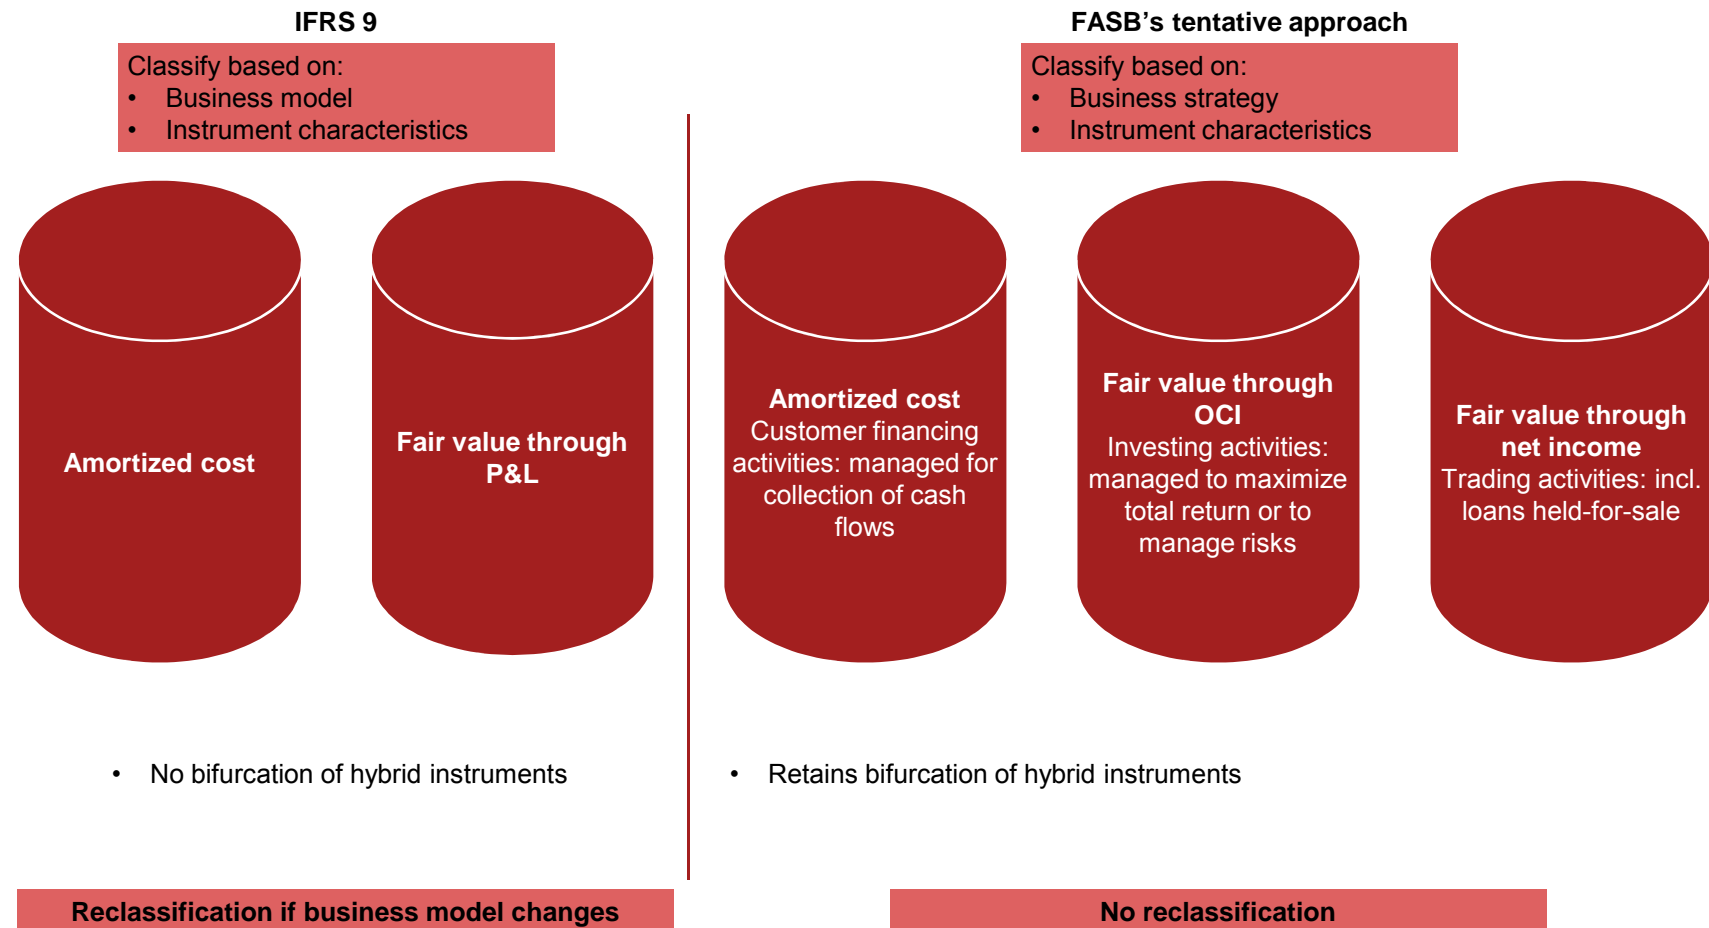 IFRS 9
Classify based on:
• Business model
• Instrument characteristics
Amortized cost
Fair value through
P&L
• No bifurcation of hybrid instruments
Reclassification if business model changes
FASB’s tentative approach
Classify based on:
• Business strategy
• Instrument characteristics
Amortized cost
Customer financing
activities: managed for
collection of cash
flows
Fair value through
OCI
Investing activities:
managed to maximize
total return or to
manage risks
Fair value through
net income
Trading activities: incl.
loans held-for-sale
• Retains bifurcation of hybrid instruments
No reclassification